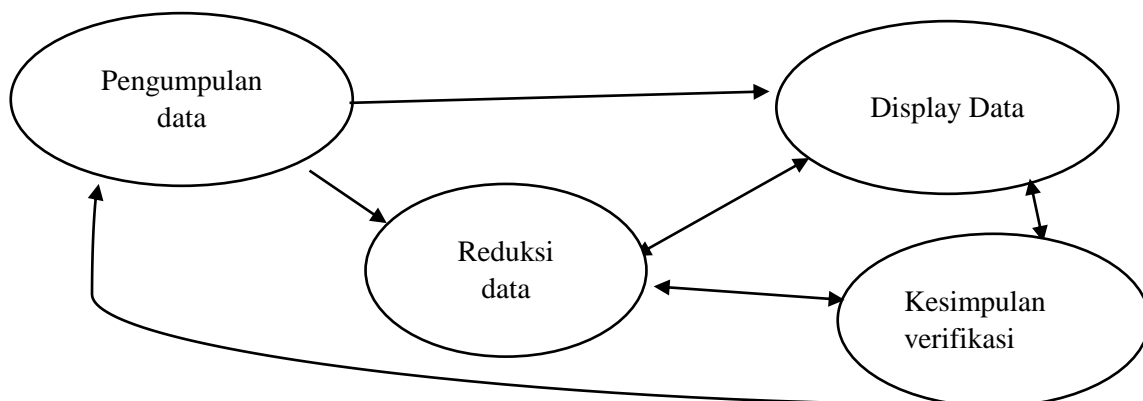 Pengumpulan
data
Display Data
Reduksi
data
Kesimpulan
verifikasi